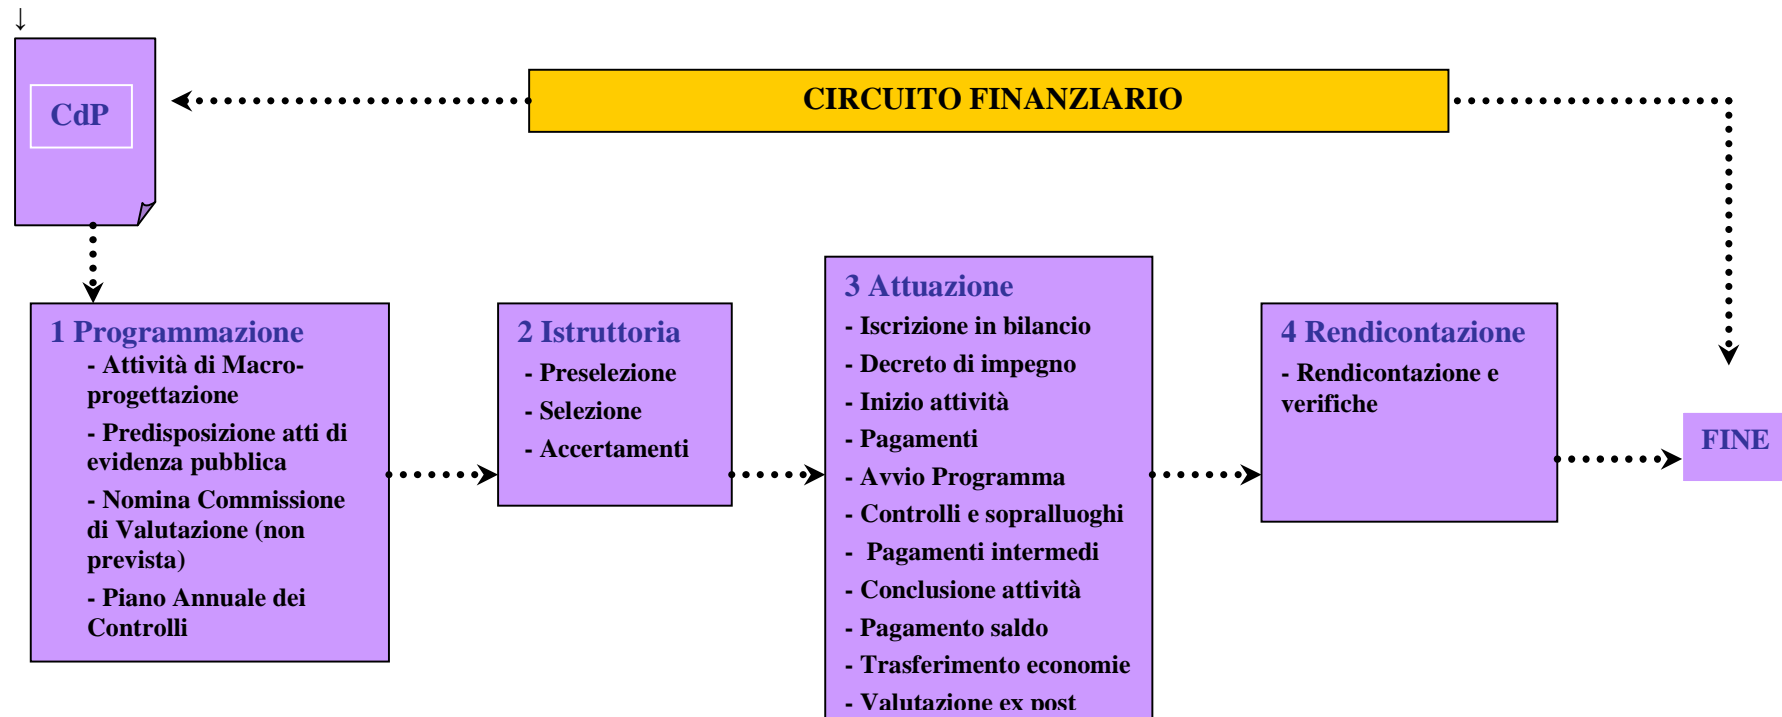 ↓
CdP
CIRCUITO FINANZIARIO
1 Programmazione
- Attività di Macro-
progettazione
- Predisposizione atti di
evidenza pubblica
- Nomina Commissione
di Valutazione (non
prevista)
- Piano Annuale dei
Controlli
2 Istruttoria
- Preselezione
- Selezione
- Accertamenti
3 Attuazione
- Iscrizione in bilancio
- Decreto di impegno
- Inizio attività
- Pagamenti
- Avvio Programma
- Controlli e sopralluoghi
- Pagamenti intermedi
- Conclusione attività
- Pagamento saldo
- Trasferimento economie
- Valutazione ex post
4 Rendicontazione
- Rendicontazione e
verifiche
FINE